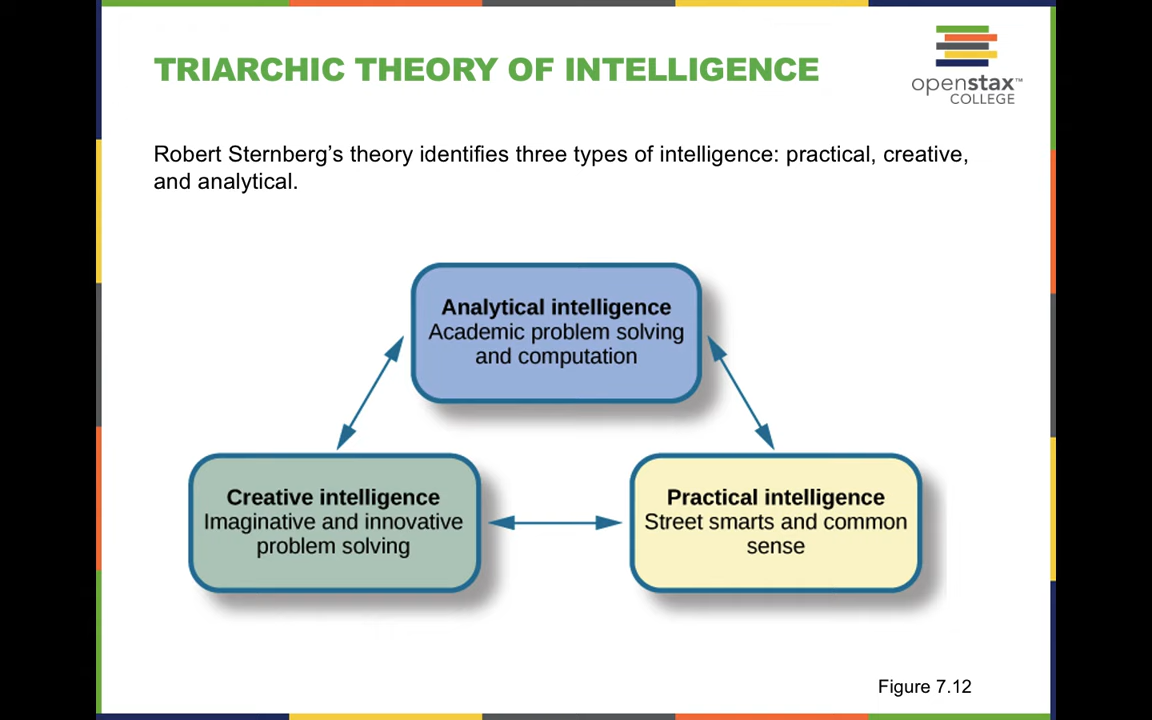 TRIARCHIC THEORY OF INTELLIGENCE
openstax™
COLLEGE
Robert Sternberg’s theory identifies three types of intelligence: practical, creative,
and analytical.
Analytical intelligence
Academic problem solving
and computation
Creative intelligence
Imaginative and innovative
problem solving
Practical intelligence
Street smarts and common
sense
Figure 7.12